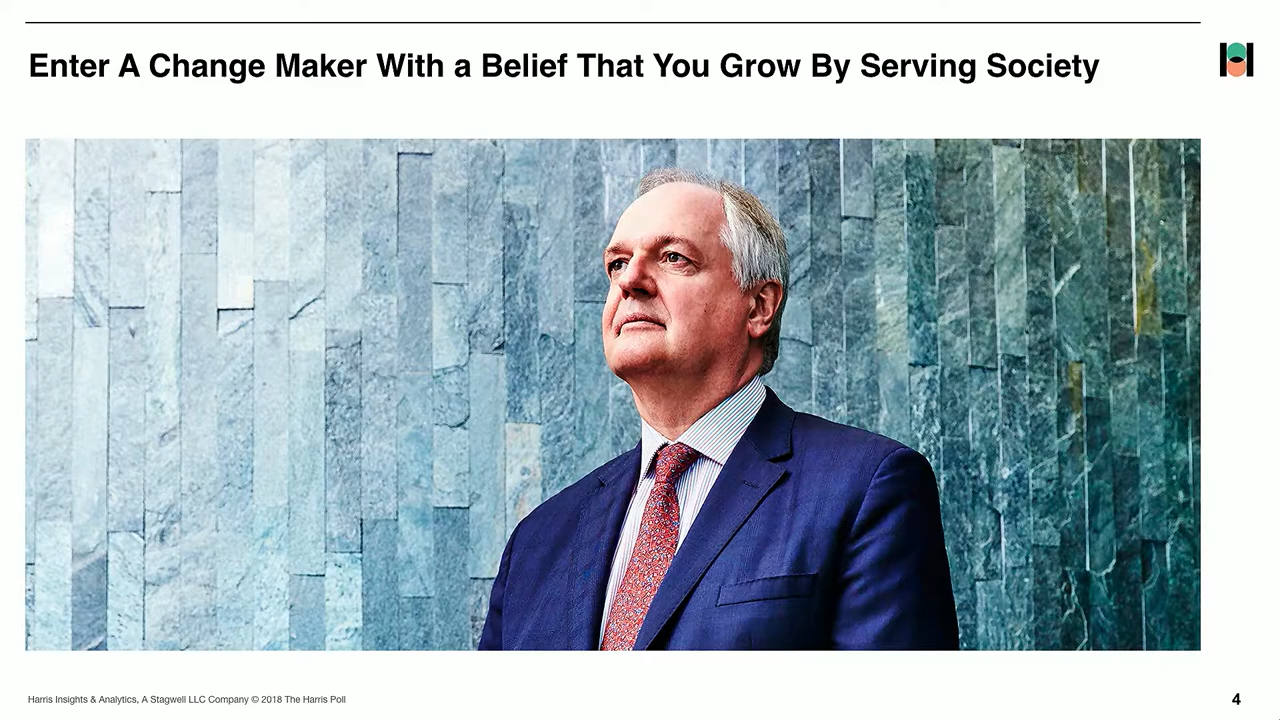 Enter A Change Maker With a Belief That You Grow By Serving Society
Harris Insights & Analytics, A Stagwell LLC Company © 2018 The Harris Poll
4